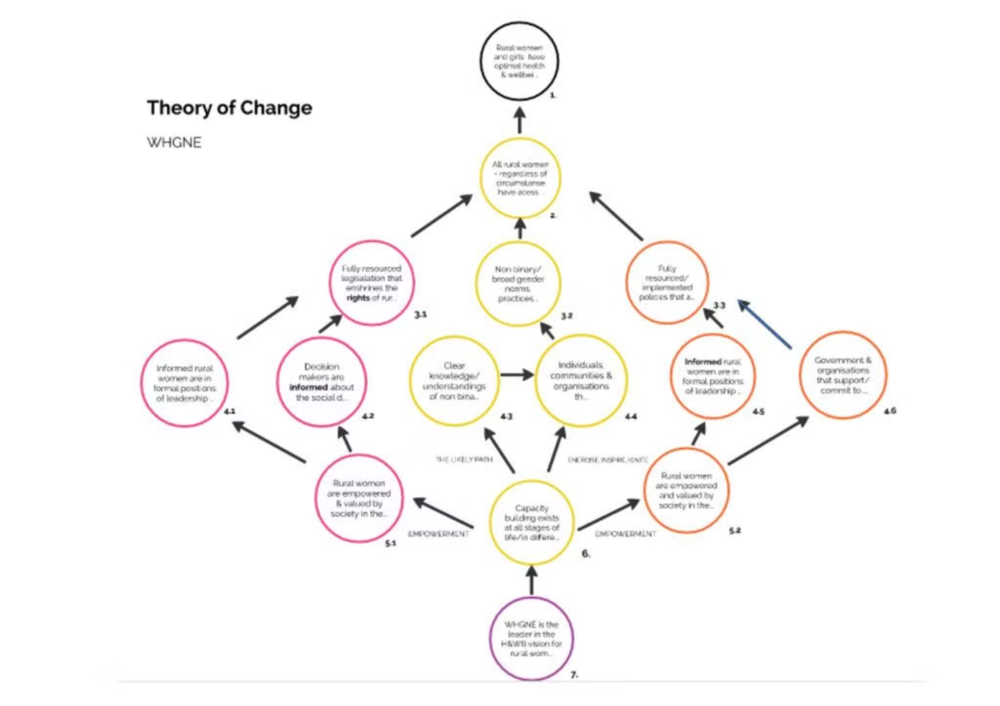 Rural women
and girls have
optimal health
& wellbei..
1.
Theory of Change
WHGNE
All rural women
- regardless of
circumstanse
have acess ..
2.
Fully resourced
logisalation that
enshrines the
rights of rur...
3.1
Non binary/
broad gender
norms,
practices..
3.2
Fully
resourced/
implemented
policies that a..
3.3
Informed rural
women are in
formal positions
of leadership ..
4.1
Decision
makers are
informed about
the social d...
4.2
Clear
knowledge/
understandings
of non bina...
4.3
Individuals,
communities &
organisations
th...
4.4
Informed rural
women are in
formal positions
of leadership ..
4.5
Government &
organisations
that support/
commit to ...
4.6
THE LIKELY PATH
ENERGISE, INSPIRE, IGNITE
Rural women
are empowered
& valued by
society in the...
5.1
EMPOWERMENT
Capacity
building exists
at all stages of
life/in differe...
6.
EMPOWERMENT
Rural women
are empowered
and valued by
society in the...
5.2
WHGNE is the
leader in the
H&WB vision for
rural wom...
7.